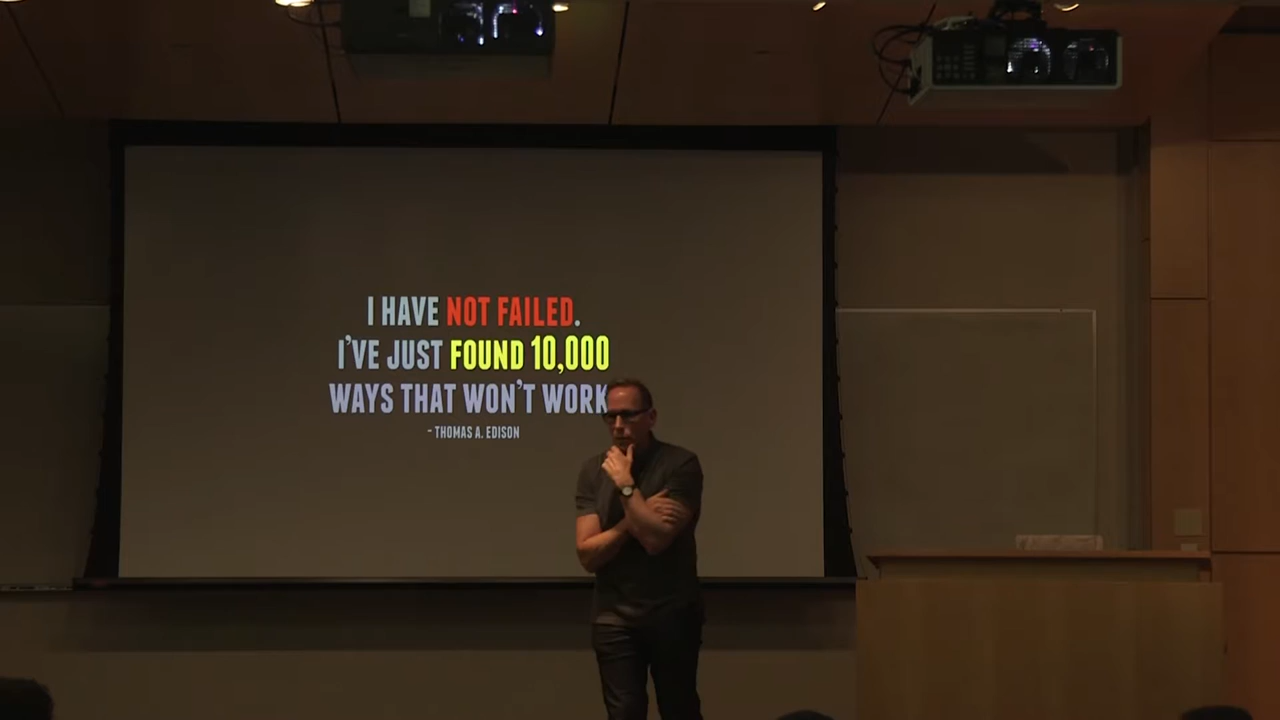 I HAVE NOT FAILED.
I'VE JUST FOUND 10,000
WAYS THAT WON'T WORK
- THOMAS A. EDISON